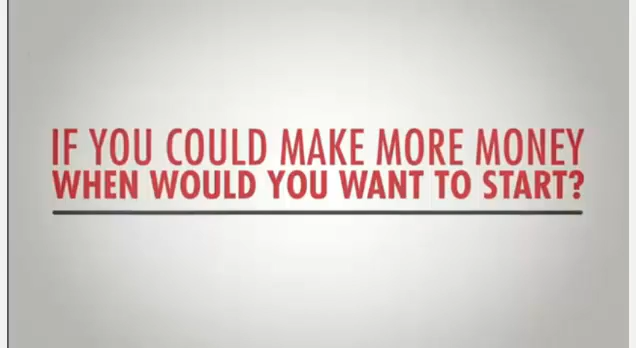 IF YOU COULD MAKE MORE MONEY
WHEN WOULD YOU WANT TO START?